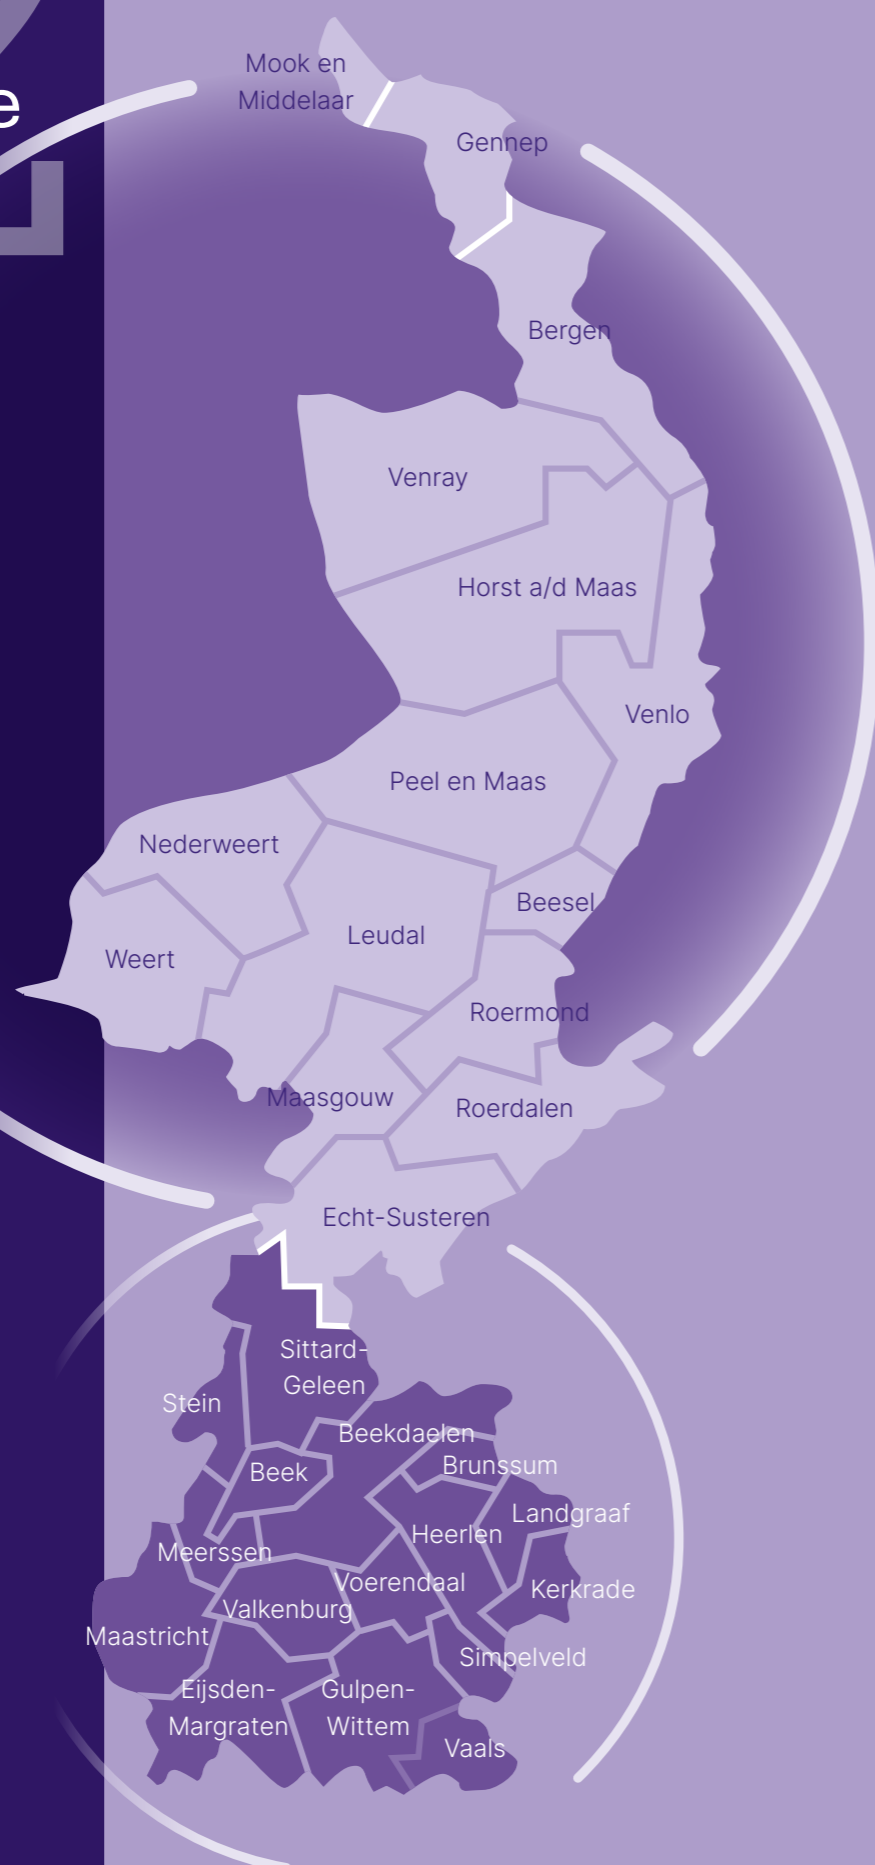 Mook en
Middelaar
e
Gennep
Bergen
Venray
Horst a/d Maas
Venlo
Peel en Maas
Nederweert
Beesel
Leudal
Weert
Roermond
Maasgouw
Roerdalen
Echt-Susteren
Sittard-
Geleen
Stein
Beekdaelen
Brunssum
Beek
Landgraaf
Heerlen
Meerssen
Voerendaal
Kerkrade
Valkenburg
Maastricht
Simpelveld
Eijsden-
Margraten
Gulpen-
Wittem
Vaals